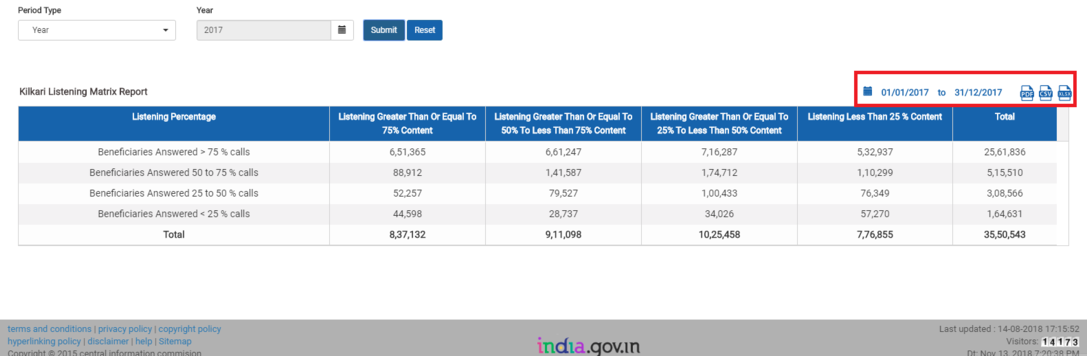 Period Type Year
Year 2017 Submit Reset
Kilkari Listening Matrix Report 01/01/2017 to 31/12/2017 PDF CSV XLSX
Listening Percentage Listening Greater Than Or Equal To 75% Content Listening Greater Than Or Equal To 50% To Less Than 75% Content Listening Greater Than Or Equal To 25% To Less Than 50% Content Listening Less Than 25 % Content Total
Beneficiaries Answered > 75 % calls 6,51,365 6,61,247 7,16,287 5,32,937 25,61,836
Beneficiaries Answered 50 to 75 % calls 88,912 1,41,587 1,74,712 1,10,299 5,15,510
Beneficiaries Answered 25 to 50 % calls 52,257 79,527 1,00,433 76,349 3,08,566
Beneficiaries Answered < 25 % calls 44,598 28,737 34,026 57,270 1,64,631
Total 8,37,132 9,11,098 10,25,458 7,76,855 35,50,543
terms and conditions | privacy policy | copyright policy
hyperlinking policy | disclaimer | help | Sitemap
Copyright © 2015 central information commision
india.gov.in
Last updated : 14-08-2018 17:15:52
Visitors: 14173
Dt: Nov 13, 2018 7:20:38 PM